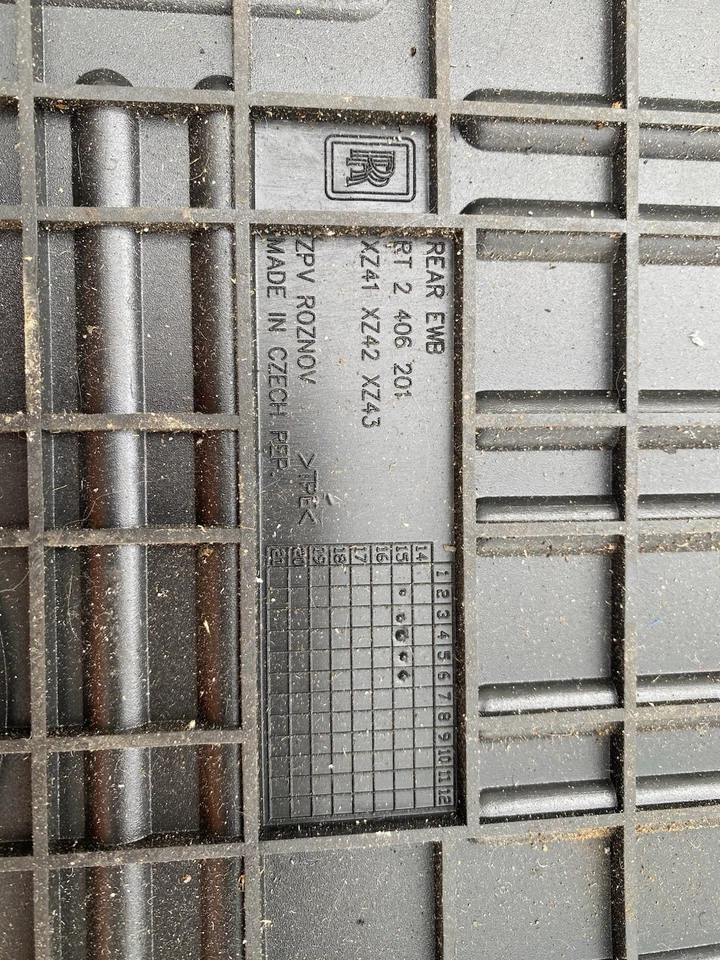 RR
REAR EWB
RT 2 406 201
XZ41 XZ42 XZ43
ZPV ROZNOV >TPE<
MADE IN CZECH REP.
1 2 3 4 5 6 7 8 9 10 11 12
14
15
16
17
18
19
20
21